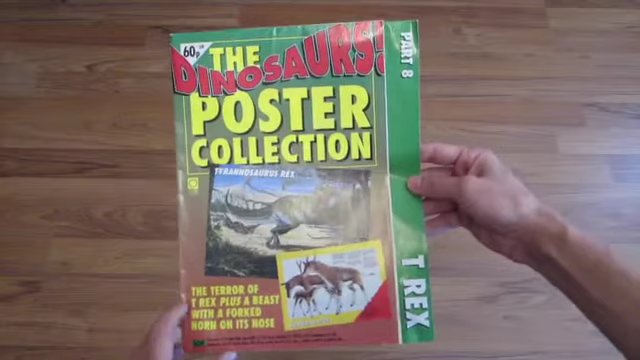 60p
THE
DINOSAURS!
POSTER
COLLECTION
TYRANNOSAURUS REX
THE TERROR OF
T REX PLUS A BEAST
WITH A FORKED
HORN ON ITS NOSE
PART 8
T REX